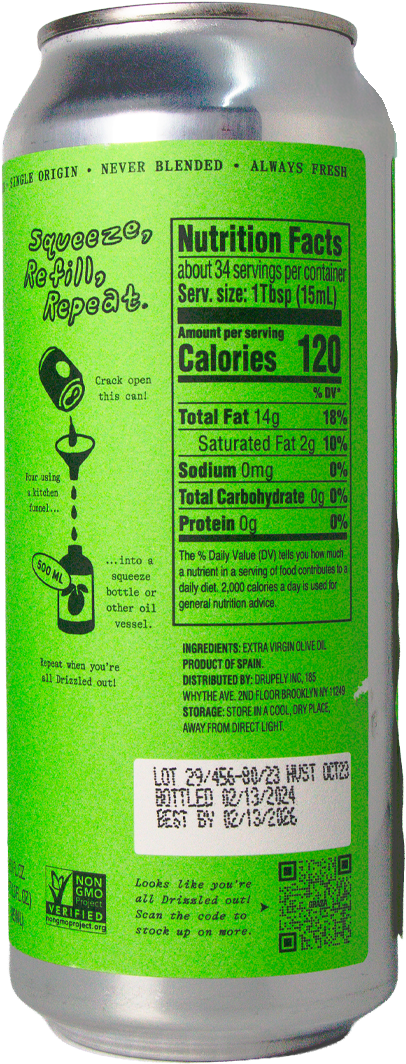 SINGLE ORIGIN • NEVER BLENDED • ALWAYS FRESH
Squeeze,
Refill,
Repeat.
Crack open
this can!
Pour using
a kitchen
funnel...
500 ML
...into a
squeeze
bottle or
other oil
vessel.
Repeat when you're
all Drizzled out!
Nutrition Facts
about 34 servings per container
Serv. size: 1Tbsp (15mL)
Amount per serving
Calories 120
% DV*
Total Fat 14g 18%
Saturated Fat 2g 10%
Sodium 0mg 0%
Total Carbohydrate 0g 0%
Protein 0g 0%
The % Daily Value (DV) tells you how much
a nutrient in a serving of food contributes to a
daily diet. 2,000 calories a day is used for
general nutrition advice.
INGREDIENTS: EXTRA VIRGIN OLIVE OIL
PRODUCT OF SPAIN.
DISTRIBUTED BY: DRUPELY INC, 185
WHYTHE AVE. 2ND FLOOR BROOKLYN NY 11249
STORAGE: STORE IN A COOL, DRY PLACE,
AWAY FROM DIRECT LIGHT.
LOT 29/456-80/23 HVST OCT23
BOTTLED 02/13/2024
BEST BY 02/13/2026
NON
GMO
Project
VERIFIED
nongmoproject.org
Looks like you're
all Drizzled out!
Scan the code to
stock up on more.